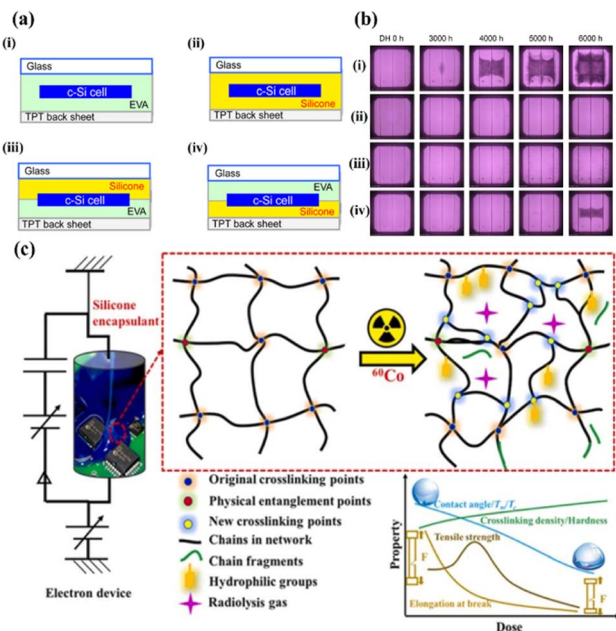 (a)
(i)
Glass
c-Si cell
EVA
TPT back sheet
(ii)
Glass
c-Si cell
Silicone
TPT back sheet
(iii)
Glass
Silicone
c-Si cell
EVA
TPT back sheet
(iv)
Glass
EVA
c-Si cell
Silicone
TPT back sheet
(b)
DH 0 h 3000 h 4000 h 5000 h 6000 h
(i)
(ii)
(iii)
(iv)
(c)
Silicone
encapsulant
Electron device
⁶⁰Co
Original crosslinking points
Physical entanglement points
New crosslinking points
Chains in network
Chain fragments
Hydrophilic groups
Radiolysis gas
Property
Contact angle/
Crosslinking density/Hardness
Tensile strength
F
F
Elongation at break
Dose